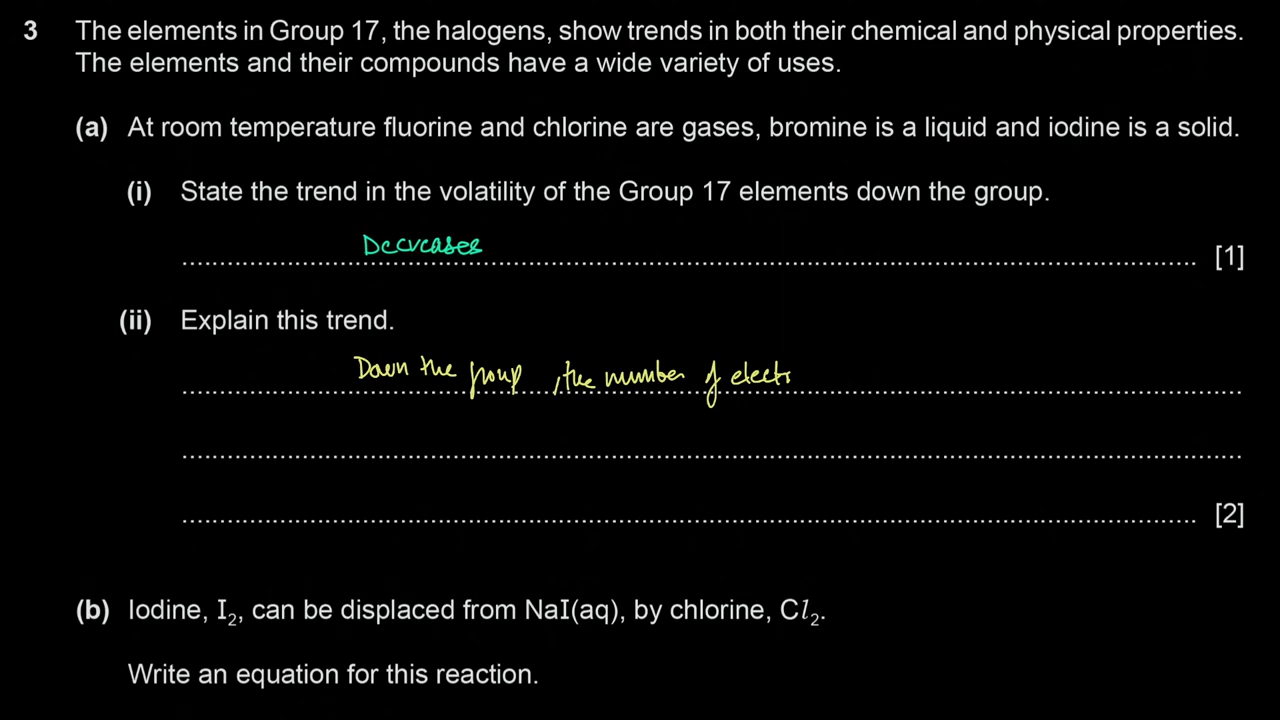 3 The elements in Group 17, the halogens, show trends in both their chemical and physical properties.
The elements and their compounds have a wide variety of uses.
(a) At room temperature fluorine and chlorine are gases, bromine is a liquid and iodine is a solid.
(i) State the trend in the volatility of the Group 17 elements down the group.
Decreases
.......... [1]
(ii) Explain this trend.
Down the group , the number of elect
..........
..........
.......... [2]
(b) Iodine, I₂, can be displaced from NaI(aq), by chlorine, Cl₂.
Write an equation for this reaction.